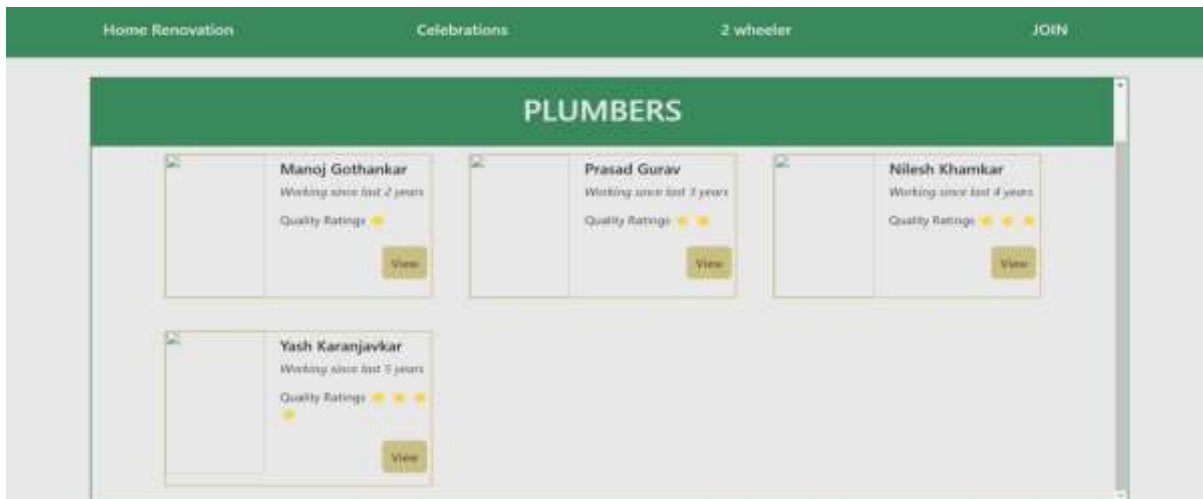 Home Renovation Celebrations 2 wheeler JOIN
PLUMBERS
Manoj Gothankar
Working since last 2 years
Quality Ratings
View
Prasad Gurav
Working since last 3 years
Quality Ratings
View
Nilesh Khamkar
Working since last 4 years
Quality Ratings
View
Yash Karanjavkar
Working since last 5 years
Quality Ratings
View